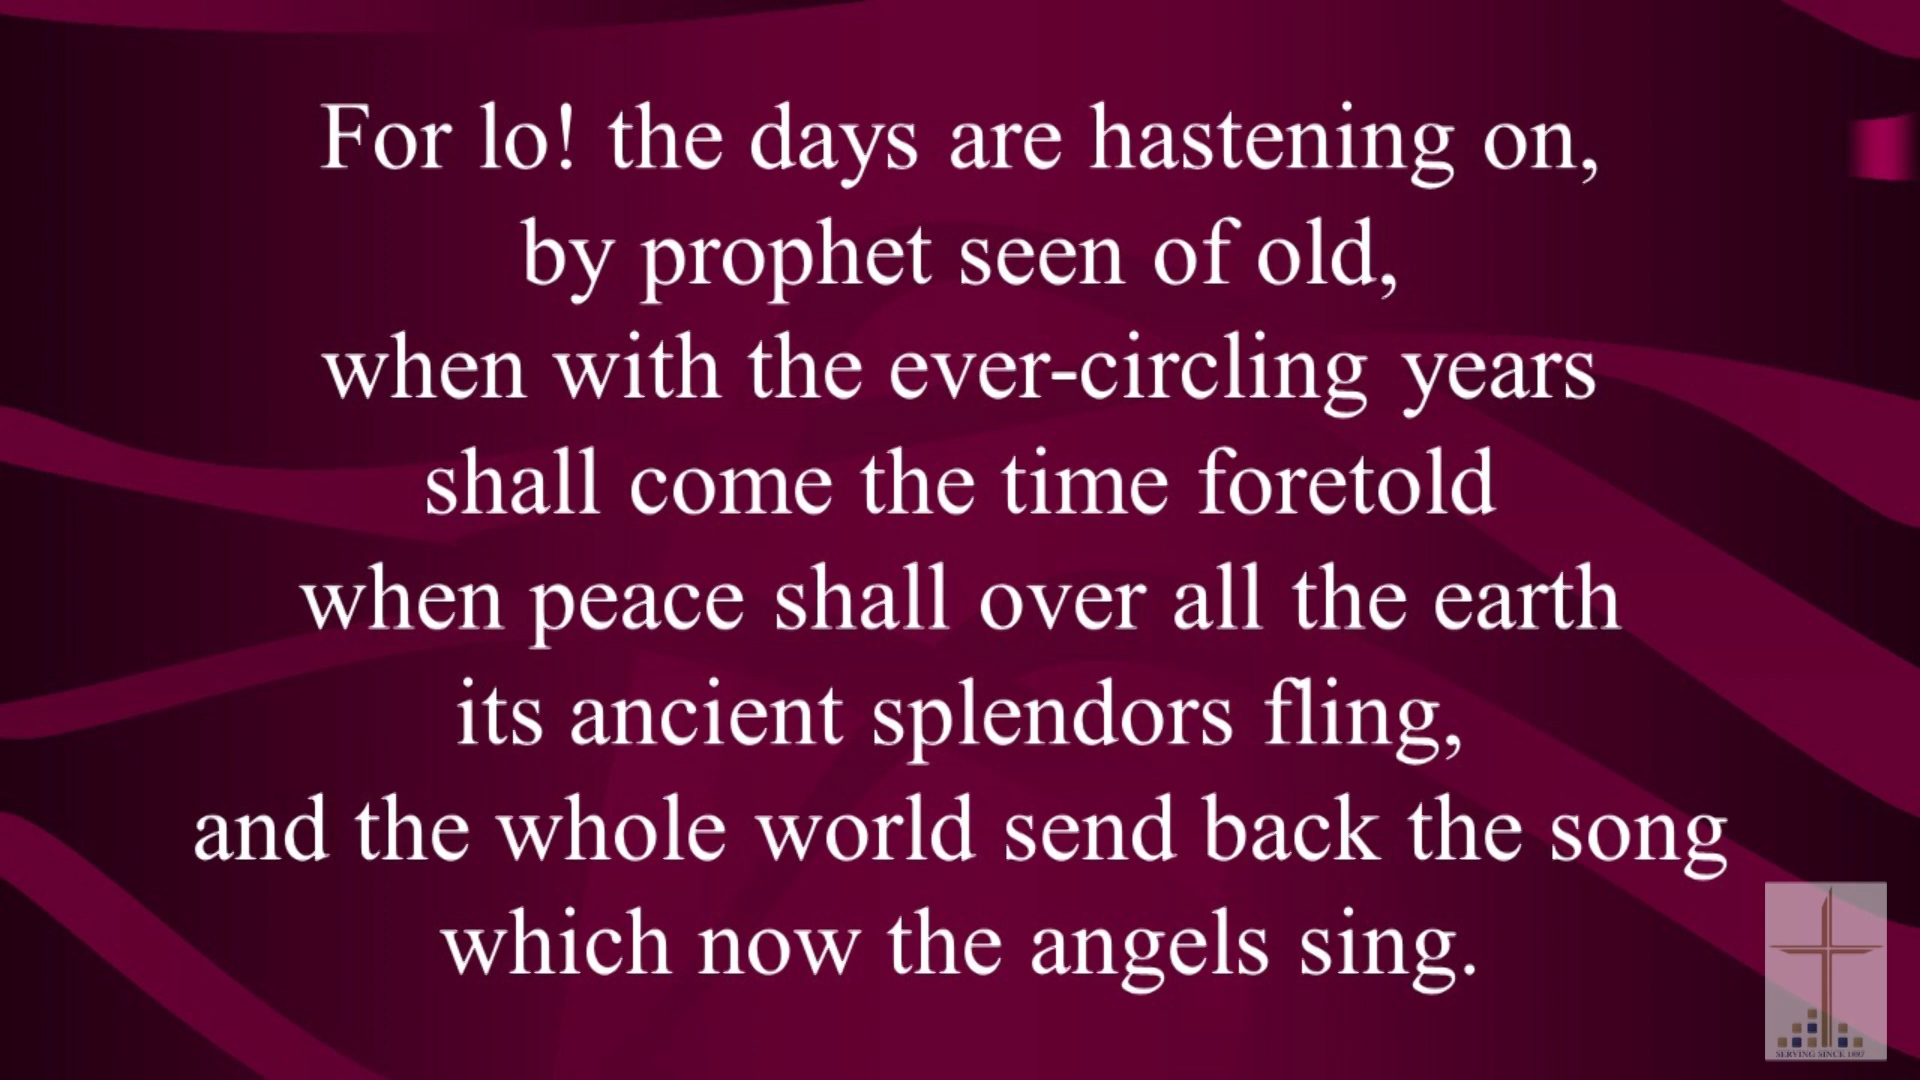 For lo! the days are hastening on,
by prophet seen of old,
when with the ever-circling years
shall come the time foretold
when peace shall over all the earth
its ancient splendors fling,
and the whole world send back the song
which now the angels sing.
SERVING SINCE